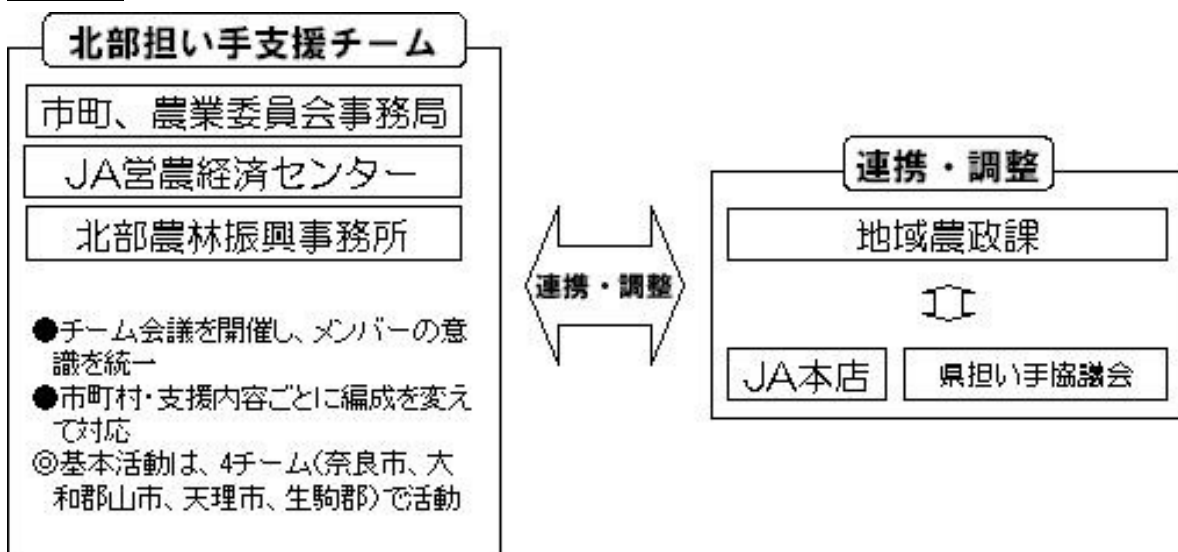 北部担い手支援チーム
市町、農業委員会事務局
JA営農経済センター
北部農林振興事務所
●チーム会議を開催し、メンバーの意
識を統一
●市町村・支援内容ごとに編成を変え
て対応
◎基本活動は、4チーム(奈良市、大
和郡山市、天理市、生駒郡)で活動
連携・調整
連携・調整
地域農政課
JA本店
県担い手協議会